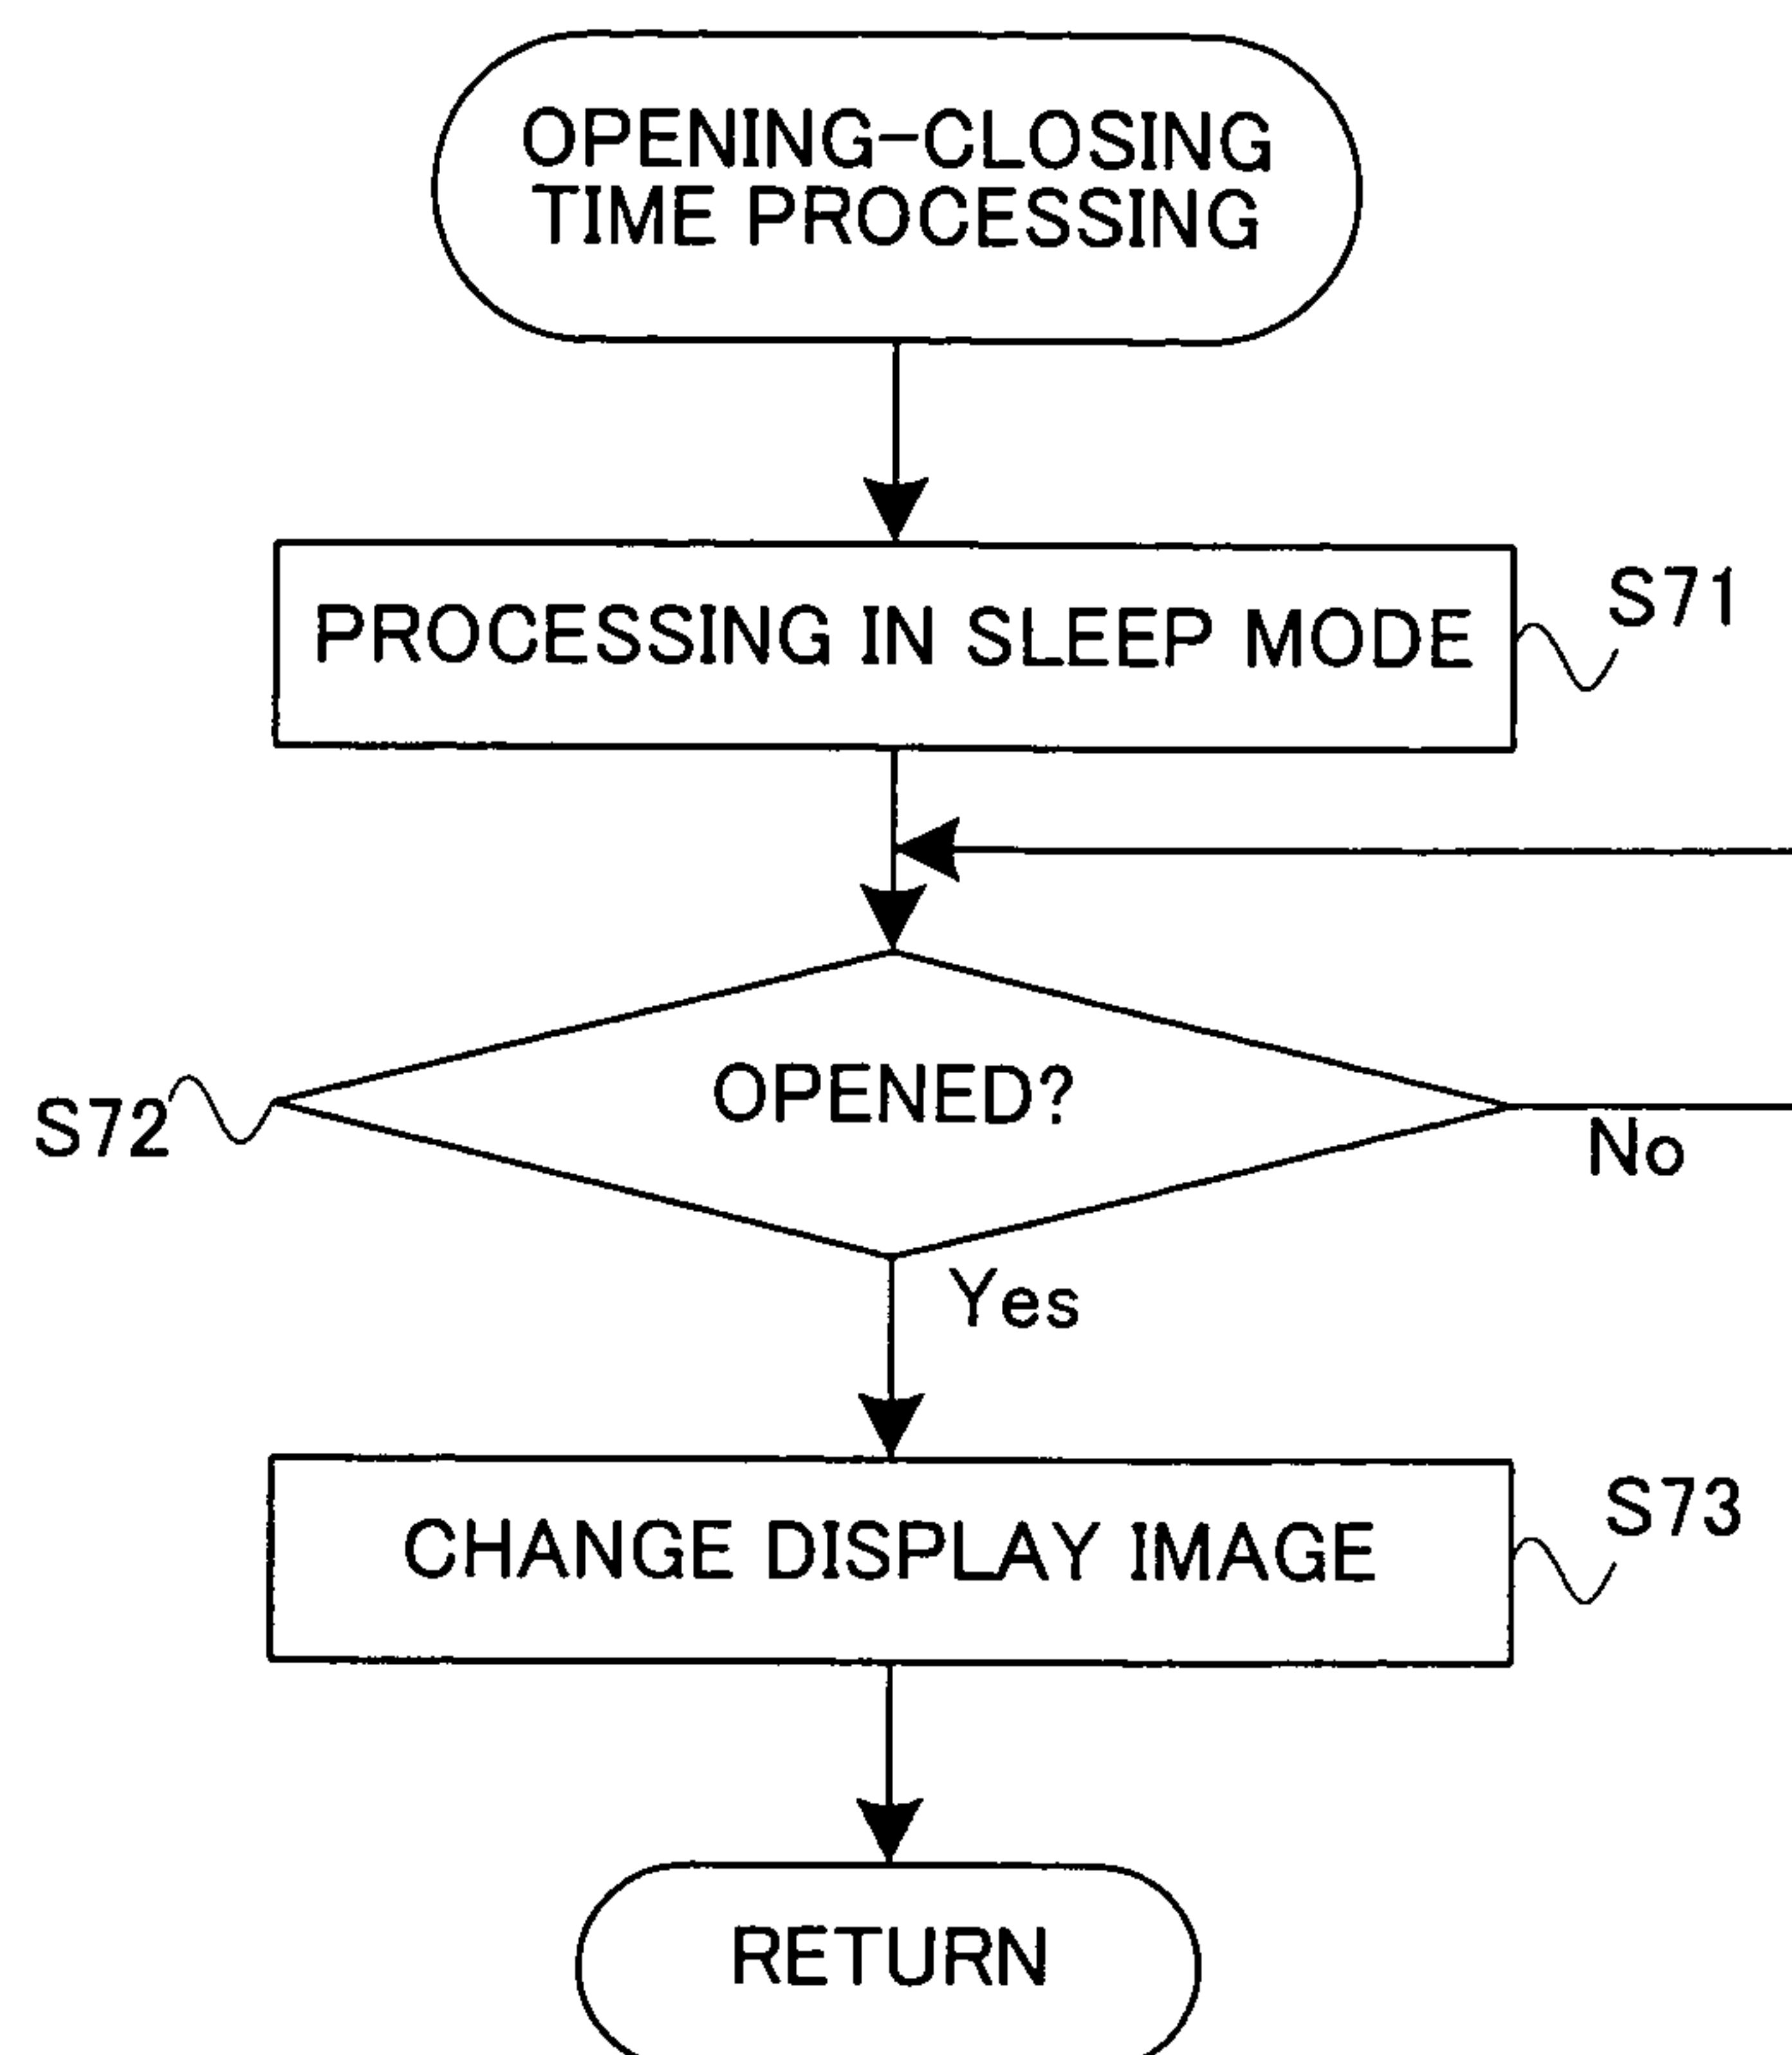 OPENING-CLOSING
TIME PROCESSING
PROCESSING IN SLEEP MODE
S71
OPENED?
S72
No
Yes
CHANGE DISPLAY IMAGE
S73
RETURN